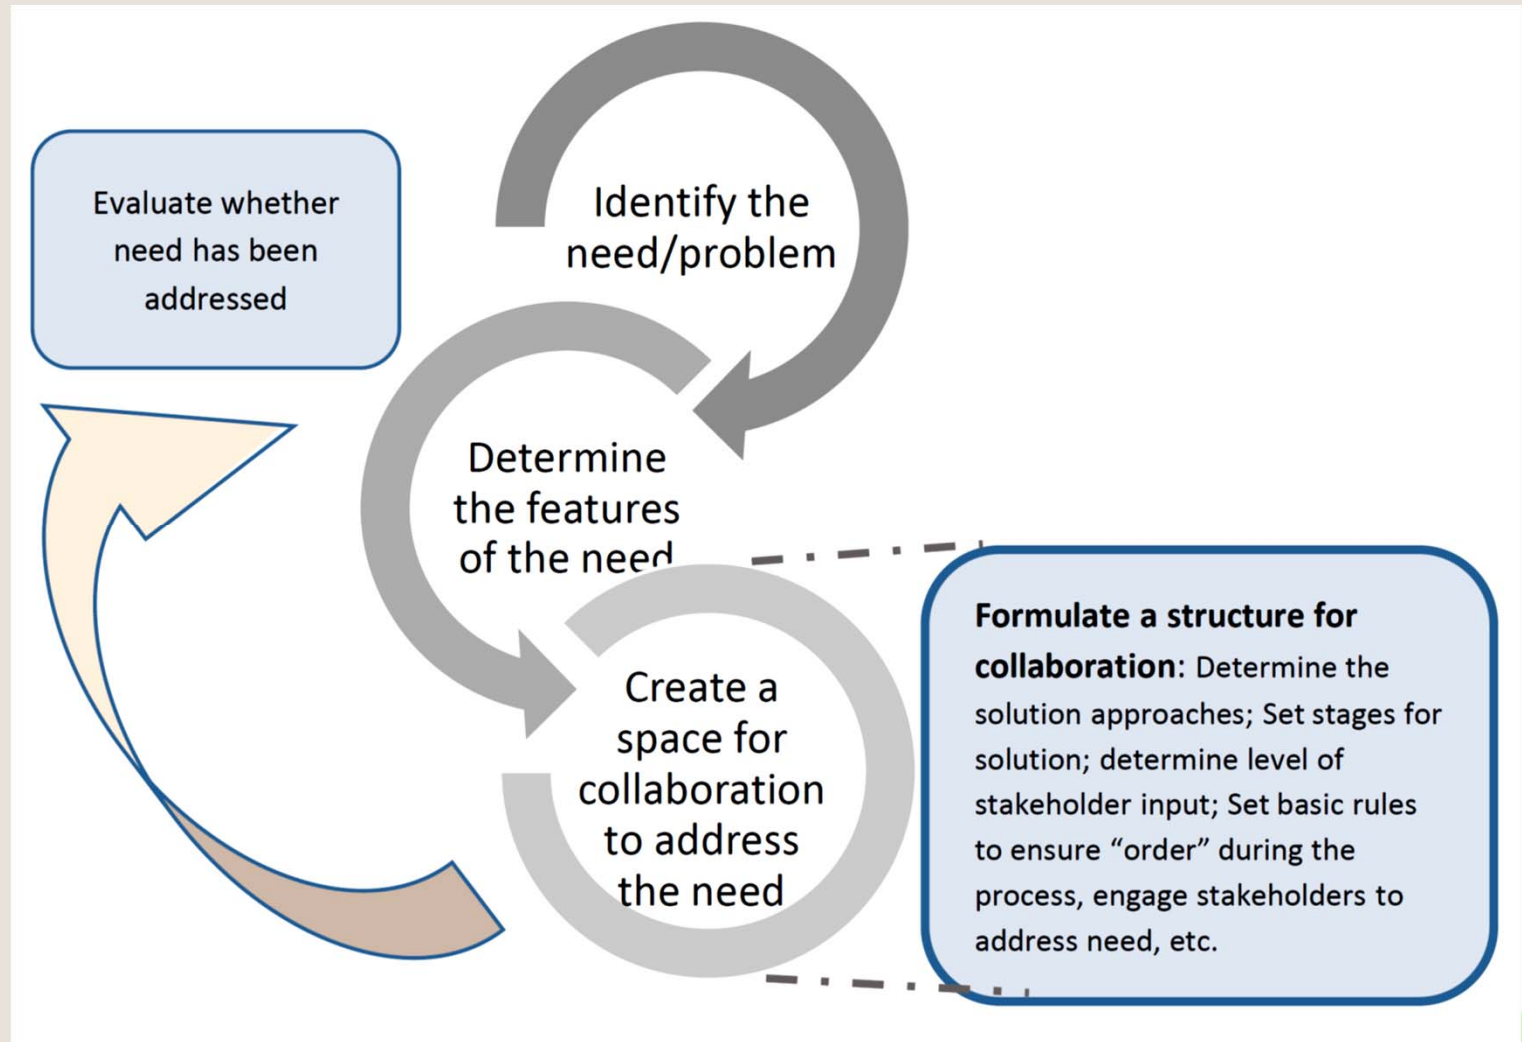 Identify the
need/problem
Evaluate whether
need has been
addressed
Determine
the features
of the need
Create a
space for
collaboration
to address
the need
Formulate a structure for
collaboration: Determine the
solution approaches; Set stages for
solution; determine level of
stakeholder input; Set basic rules
to ensure “order” during the
process, engage stakeholders to
address need, etc.